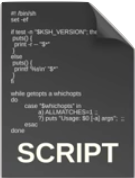 #! /bin/sh
set -ef
if test -n "$KSH_VERSION"; th
puts() {
print -r -- "$*"
}
else
puts() {
printf '%s\n' "$*"
}
fi
while getopts a whichopts
do
case "$whichopts" in
a) ALLMATCHES=1 ;;
?) puts "Usage: $0 [-a] args" ;;
esac
done
SCRIPT